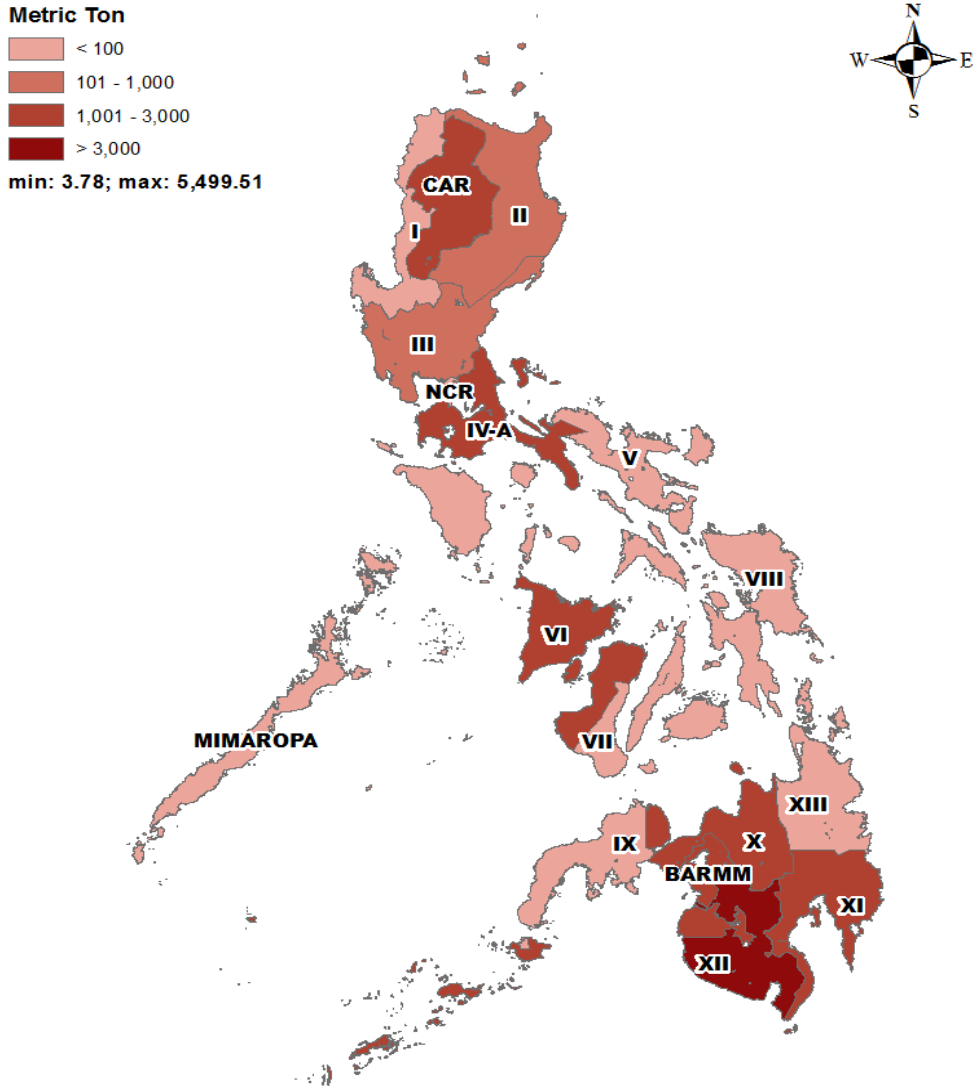 Metric Ton
< 100
101 - 1,000
1,001 - 3,000
> 3,000
min: 3.78; max: 5,499.51
N
W E
S
CAR
II
I
III
NCR
IV-A
V
VIII
VI
MIMAROPA
VII
XIII
IX
X
BARMM
XI
XII